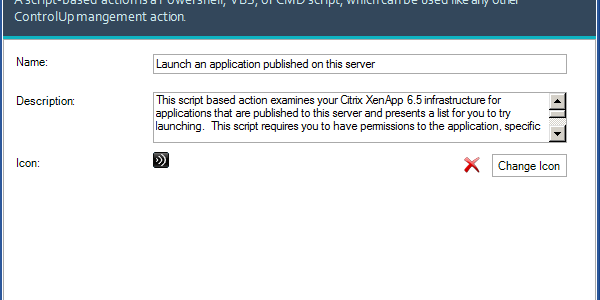 A script-based action is a Powershell, VBS, or CMD script, which can be used like any other
ControlUp mangement action.
Name:
Launch an application published on this server
Description:
This script based action examines your Citrix XenApp 6.5 infrastructure for
applications that are published to this server and presents a list for you to try
launching. This script requires you to have permissions to the application, specific
Icon:
Change Icon